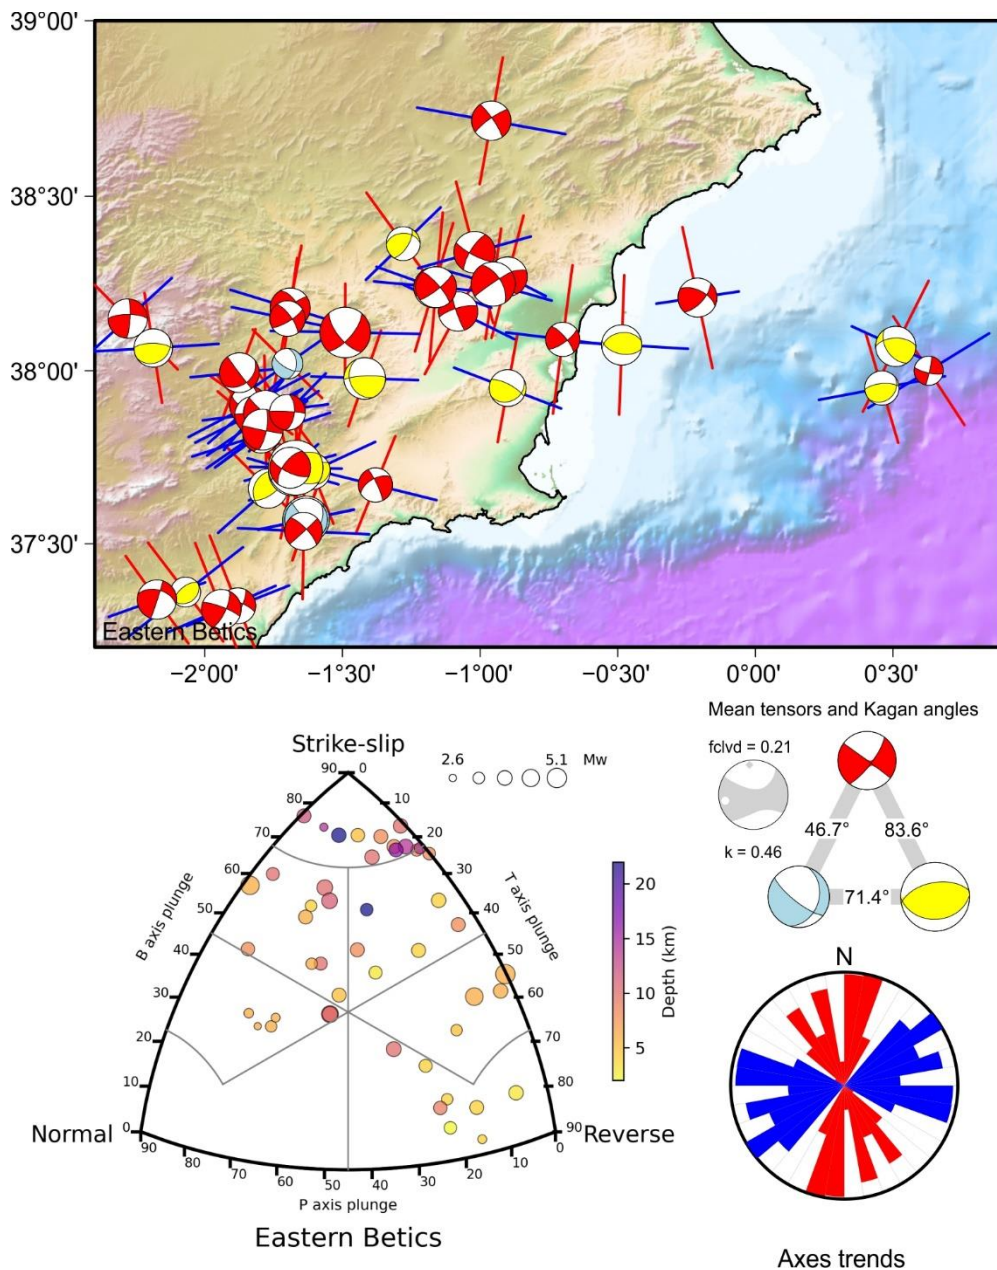 39°00'
38°30'
38°00'
37°30'
Eastern Betics
−2°00' −1°30' −1°00' −0°30' 0°00' 0°30'
Mean tensors and Kagan angles
fclvd = 0.21
46.7° 83.6°
k = 0.46
71.4°
Strike-slip
2.6 5.1 Mw
90 0
80 10
70 20
60 30
50 40
40 50
30 60
20 70
10 80
0 90
B axis plunge
T axis plunge
Normal
Reverse
90 80 70 60 50 40 30 20 10 0
P axis plunge
Eastern Betics
20
15
10
5
Depth (km)
N
Axes trends